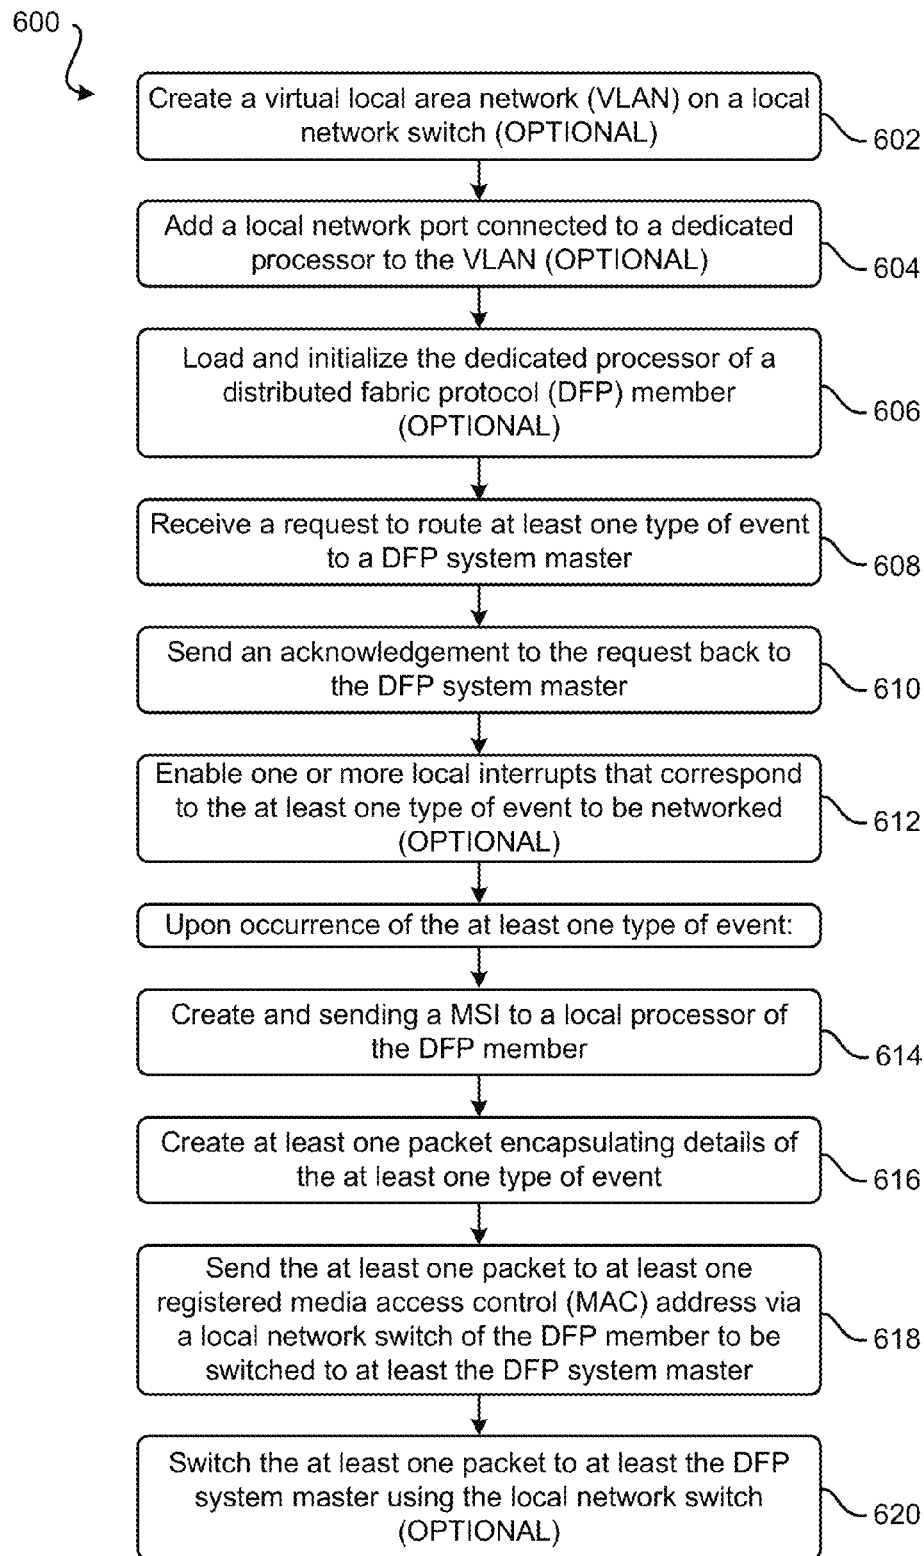 600
Create a virtual local area network (VLAN) on a local
network switch (OPTIONAL)
602
Add a local network port connected to a dedicated
processor to the VLAN (OPTIONAL)
604
Load and initialize the dedicated processor of a
distributed fabric protocol (DFP) member
(OPTIONAL)
606
Receive a request to route at least one type of event
to a DFP system master
608
Send an acknowledgement to the request back to
the DFP system master
610
Enable one or more local interrupts that correspond
to the at least one type of event to be networked
(OPTIONAL)
612
Upon occurrence of the at least one type of event:
Create and sending a MSI to a local processor of
the DFP member
614
Create at least one packet encapsulating details of
the at least one type of event
616
Send the at least one packet to at least one
registered media access control (MAC) address via
a local network switch of the DFP member to be
switched to at least the DFP system master
618
Switch the at least one packet to at least the DFP
system master using the local network switch
(OPTIONAL)
620